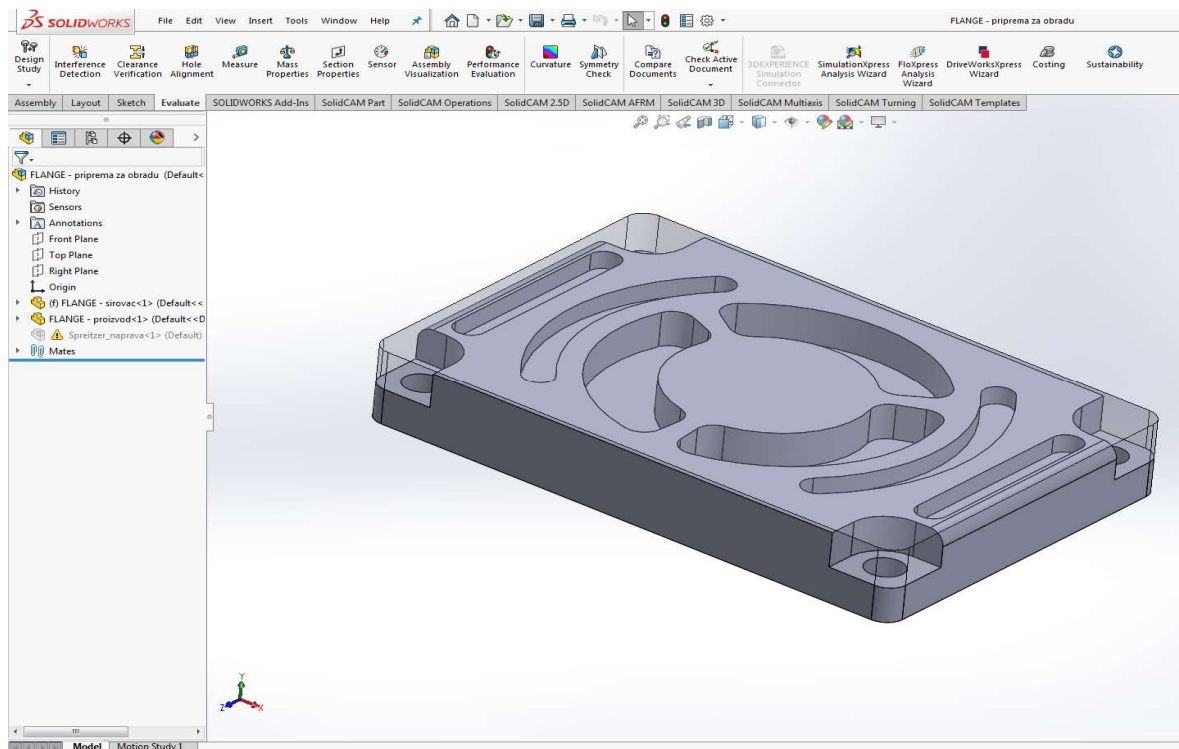 SOLIDWORKS File Edit View Insert Tools Window Help FLANGE - priprema za obradu
Design Study
Interference Detection
Clearance Verification
Hole Alignment
Measure
Mass Properties
Section Properties
Sensor
Assembly Visualization
Performance Evaluation
Curvature
Symmetry Check
Compare Documents
Check Active Document
3DEXPERIENCE Simulation Connector
SimulationXpress Analysis Wizard
FloXpress Analysis Wizard
DriveWorksXpress Wizard
Costing
Sustainability
Assembly Layout Sketch Evaluate SOLIDWORKS Add-Ins SolidCAM Part SolidCAM Operations SolidCAM 2.5D SolidCAM AFRM SolidCAM 3D SolidCAM Multiaxis SolidCAM Turning SolidCAM Templates
FLANGE - priprema za obradu (Default<
History
Sensors
Annotations
Front Plane
Top Plane
Right Plane
Origin
(f) FLANGE - sirovac<1> (Default<<
FLANGE - proizvod<1> (Default<<D
Spreitzer_naprava<1> (Default)
Mates
Y
Z X
Model Motion Study 1